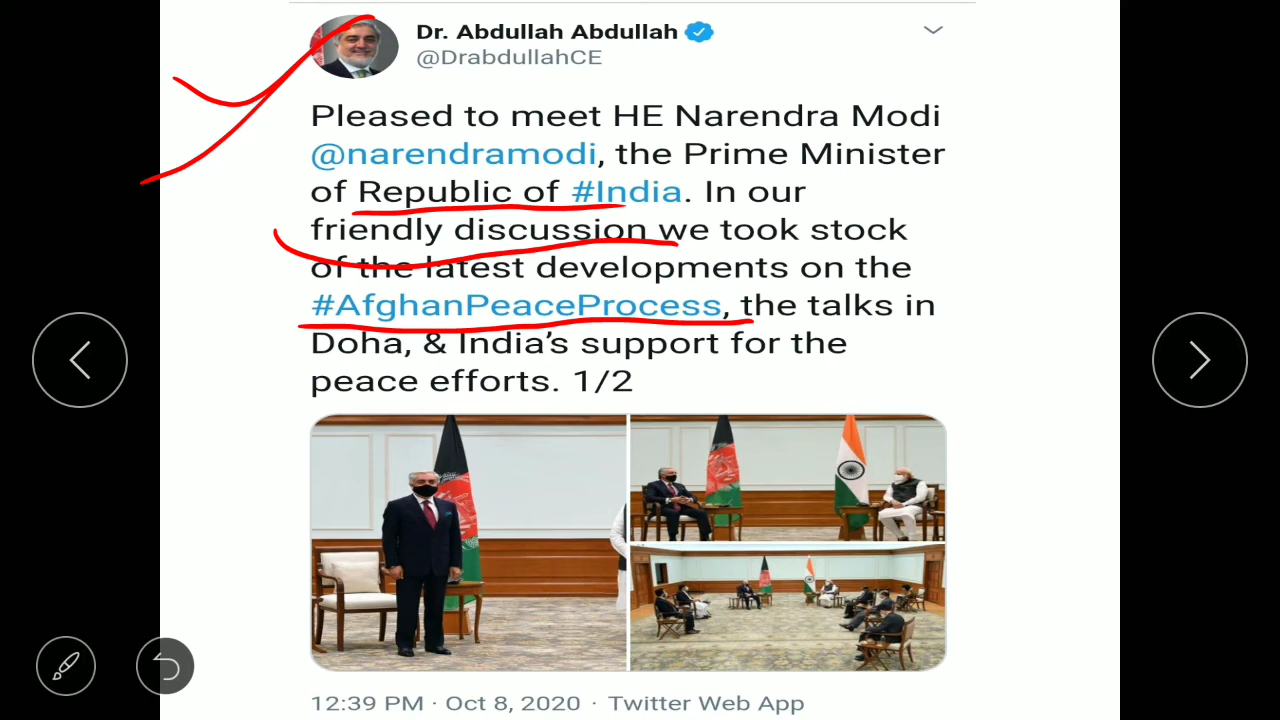 Dr. Abdullah Abdullah
@DrabdullahCE
Pleased to meet HE Narendra Modi
@narendramodi, the Prime Minister
of Republic of #India. In our
friendly discussion we took stock
of the latest developments on the
#AfghanPeaceProcess, the talks in
Doha, & India’s support for the
peace efforts. 1/2
12:39 PM · Oct 8, 2020 · Twitter Web App